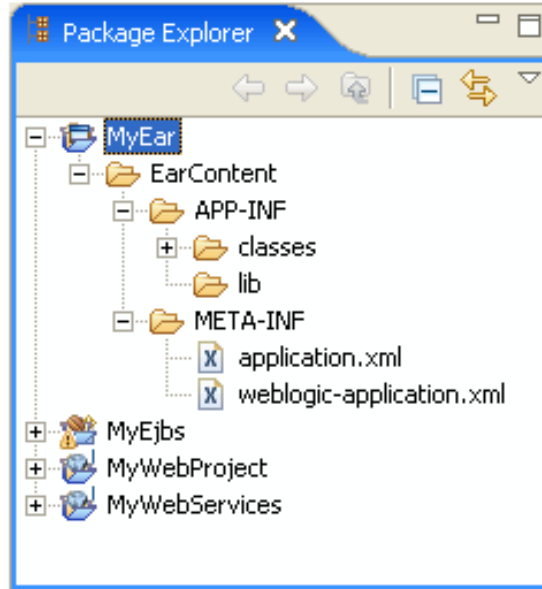 Package Explorer
MyEar
EarContent
APP-INF
classes
lib
META-INF
application.xml
weblogic-application.xml
MyEjbs
MyWebProject
MyWebServices